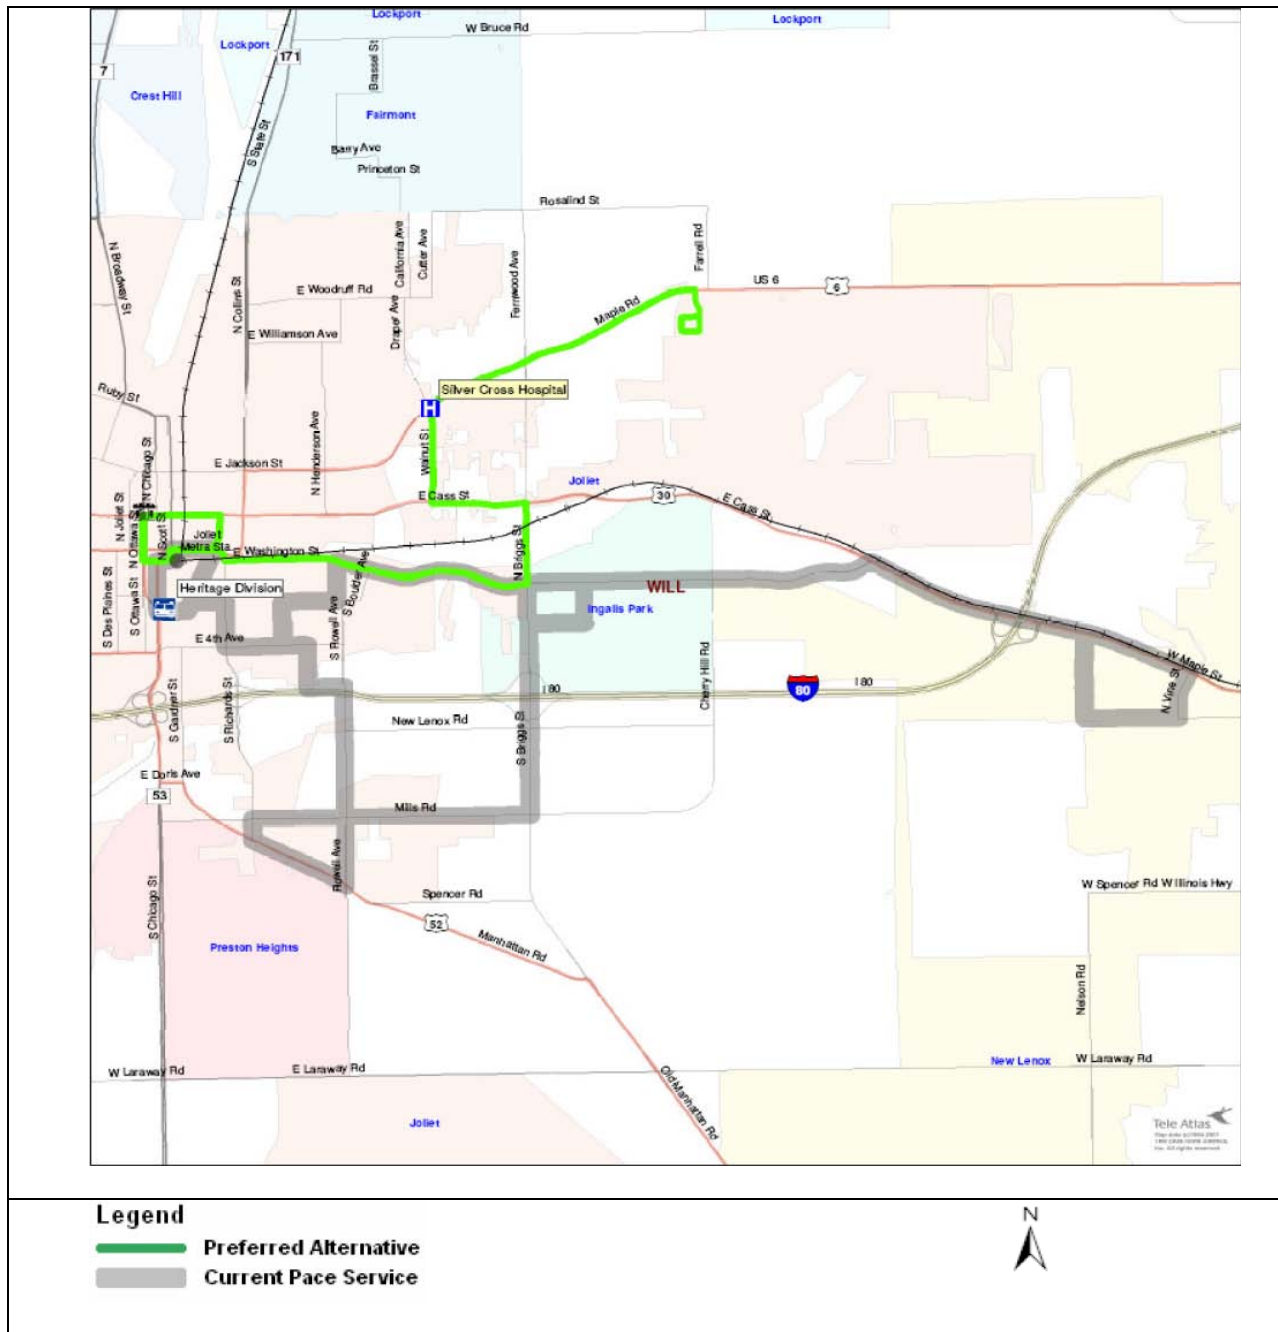 Lockport
Lockport
W Bruce Rd
Lockport
171
7
Brassel St
Crest Hill
Fairmont
S State St
Barry Ave
Princeton St
Rosalind St
N Broadway St
N Collins St
California Ave
Cutter Ave
Fernwood Ave
Farrell Rd
US 6
6
E Woodruff Rd
Maple Rd
Draper Ave
E Williamson Ave
Ruby St
Silver Cross Hospital
H
N Henderson Ave
N Chicago St
Walnut St
E Jackson St
Joliet
N Joliet St
E Cass St
30
E Cass St
N Ottawa St
N Scott St
Joliet
Metra Sta
E Washington St
N Briggs St
S Boulder Ave
Heritage Division
WILL
Ingalls Park
S Des Plaines St
S Ottawa St
S Rowell Ave
E 4th Ave
Cherry Hill Rd
W Maple St
N Vine St
I 80
80
I 80
S Gardner St
S Richards St
New Lenox Rd
S Briggs St
E Doris Ave
53
Mills Rd
Rowell Ave
Spencer Rd
W Spencer Rd W Illinois Hwy
S Chicago St
52
Manhattan Rd
Preston Heights
Nelson Rd
W Laraway Rd
E Laraway Rd
New Lenox
W Laraway Rd
Old Manhattan Rd
Joliet
Tele Atlas
Legend
N
Preferred Alternative
Current Pace Service